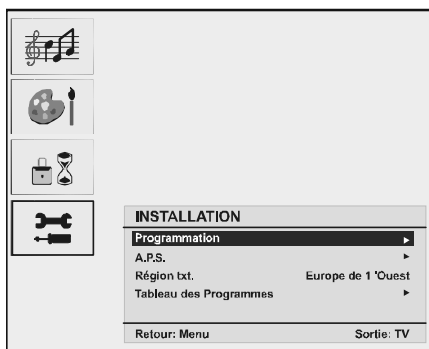 INSTALLATION
Programmation
A.P.S.
Région txt. Europe de 1 'Ouest
Tableau des Programmes
Retour: Menu Sortie: TV